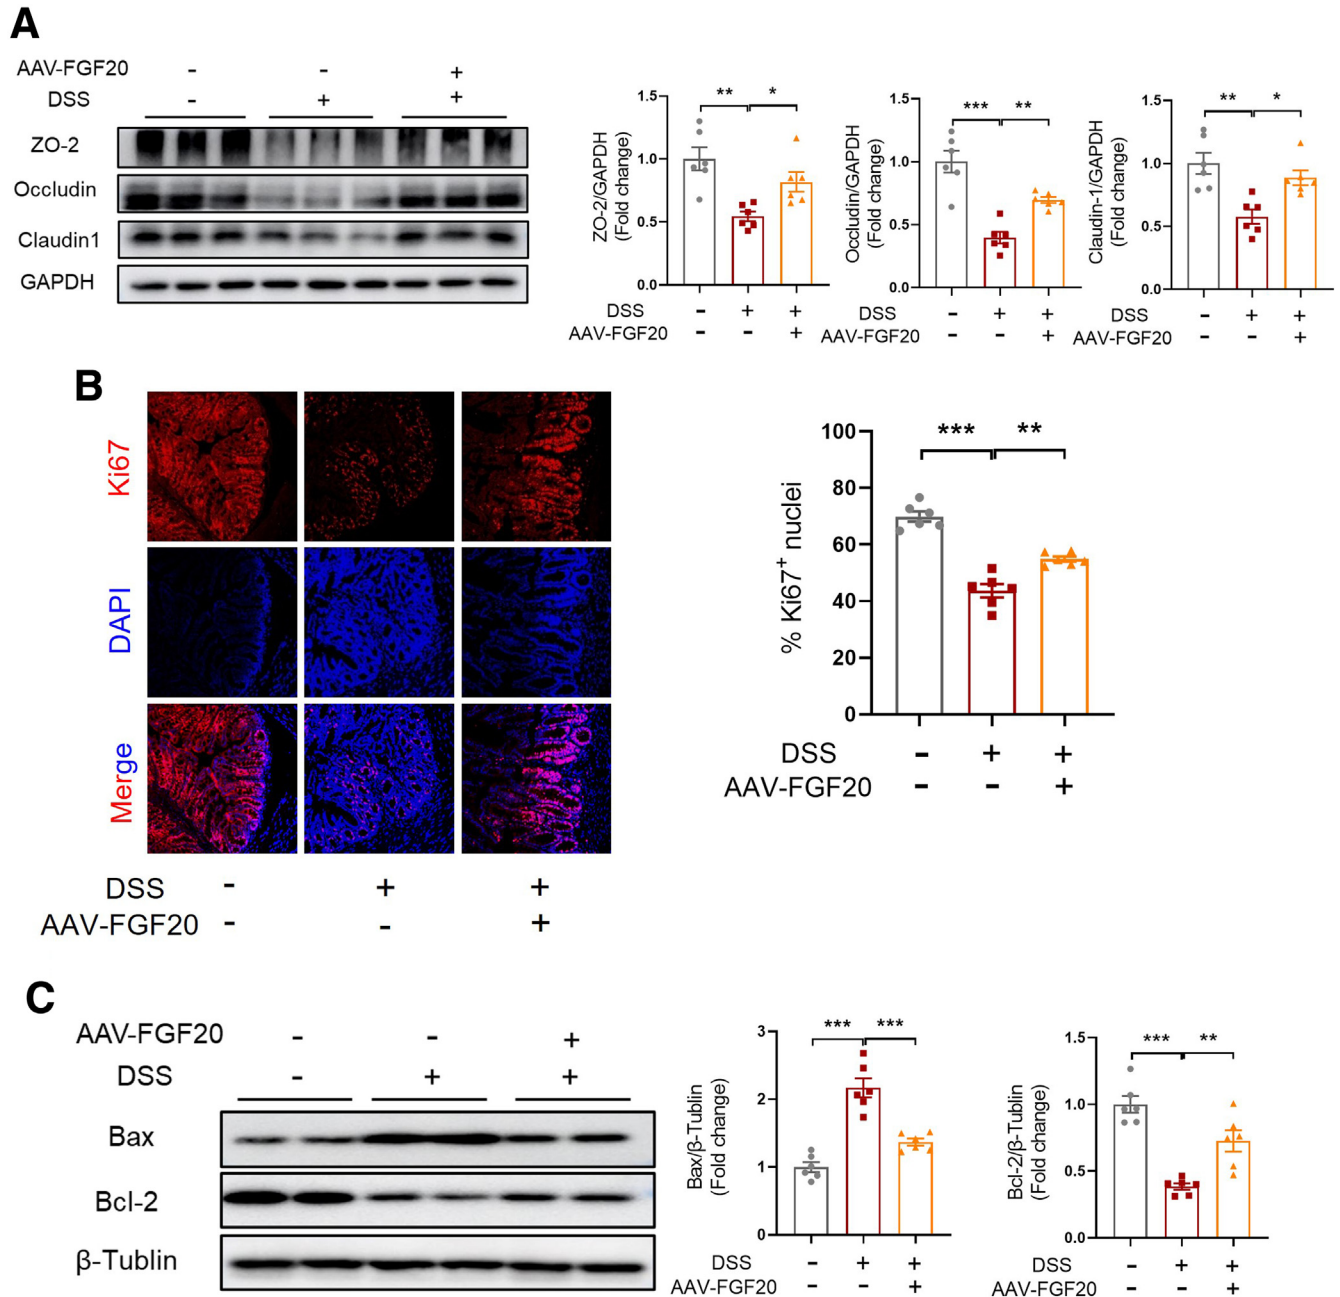 A
AAV-FGF20 - - +
DSS - + +
ZO-2
Occludin
Claudin1
GAPDH
ZO-2/GAPDH
(Fold change)
1.5
1.0
0.5
0.0
** *
DSS - + +
AAV-FGF20 - - +
Occludin/GAPDH
(Fold change)
1.5
1.0
0.5
0.0
*** **
DSS - + +
AAV-FGF20 - - +
Claudin-1/GAPDH
(Fold change)
1.5
1.0
0.5
0.0
** *
DSS - + +
AAV-FGF20 - - +
B
Ki67
DAPI
Merge
DSS - + +
AAV-FGF20 - - +
% Ki67+ nuclei
100
80
60
40
20
0
*** **
DSS - + +
AAV-FGF20 - - +
C
AAV-FGF20 - - +
DSS - + +
Bax
Bcl-2
β-Tublin
Bax/β-Tublin
(Fold change)
3
2
1
0
*** ***
DSS - + +
AAV-FGF20 - - +
Bcl-2/β-Tublin
(Fold change)
1.5
1.0
0.5
0.0
*** **
DSS - + +
AAV-FGF20 - - +